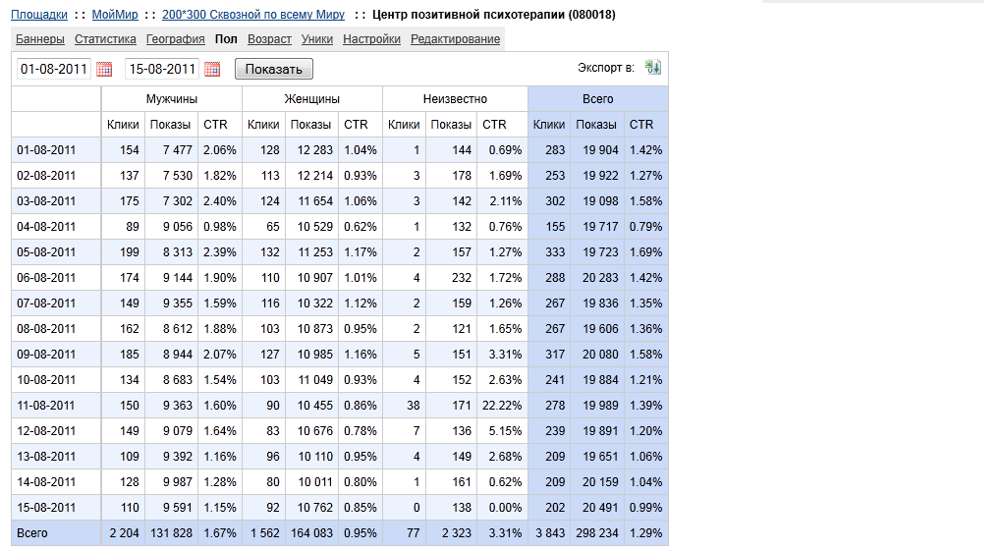 Площадки :: МойМир :: 200*300 Сквозной по всему Миру :: Центр позитивной психотерапии (080018)
Баннеры Статистика География Пол Возраст Уники Настройки Редактирование
01-08-2011 15-08-2011 Показать Экспорт в:
Мужчины Женщины Неизвестно Всего
Клики Показы CTR Клики Показы CTR Клики Показы CTR Клики Показы CTR
01-08-2011 154 7 477 2.06% 128 12 283 1.04% 1 144 0.69% 283 19 904 1.42%
02-08-2011 137 7 530 1.82% 113 12 214 0.93% 3 178 1.69% 253 19 922 1.27%
03-08-2011 175 7 302 2.40% 124 11 654 1.06% 3 142 2.11% 302 19 098 1.58%
04-08-2011 89 9 056 0.98% 65 10 529 0.62% 1 132 0.76% 155 19 717 0.79%
05-08-2011 199 8 313 2.39% 132 11 253 1.17% 2 157 1.27% 333 19 723 1.69%
06-08-2011 174 9 144 1.90% 110 10 907 1.01% 4 232 1.72% 288 20 283 1.42%
07-08-2011 149 9 355 1.59% 116 10 322 1.12% 2 159 1.26% 267 19 836 1.35%
08-08-2011 162 8 612 1.88% 103 10 873 0.95% 2 121 1.65% 267 19 606 1.36%
09-08-2011 185 8 944 2.07% 127 10 985 1.16% 5 151 3.31% 317 20 080 1.58%
10-08-2011 134 8 683 1.54% 103 11 049 0.93% 4 152 2.63% 241 19 884 1.21%
11-08-2011 150 9 363 1.60% 90 10 455 0.86% 38 171 22.22% 278 19 989 1.39%
12-08-2011 149 9 079 1.64% 83 10 676 0.78% 7 136 5.15% 239 19 891 1.20%
13-08-2011 109 9 392 1.16% 96 10 110 0.95% 4 149 2.68% 209 19 651 1.06%
14-08-2011 128 9 987 1.28% 80 10 011 0.80% 1 161 0.62% 209 20 159 1.04%
15-08-2011 110 9 591 1.15% 92 10 762 0.85% 0 138 0.00% 202 20 491 0.99%
Всего 2 204 131 828 1.67% 1 562 164 083 0.95% 77 2 323 3.31% 3 843 298 234 1.29%